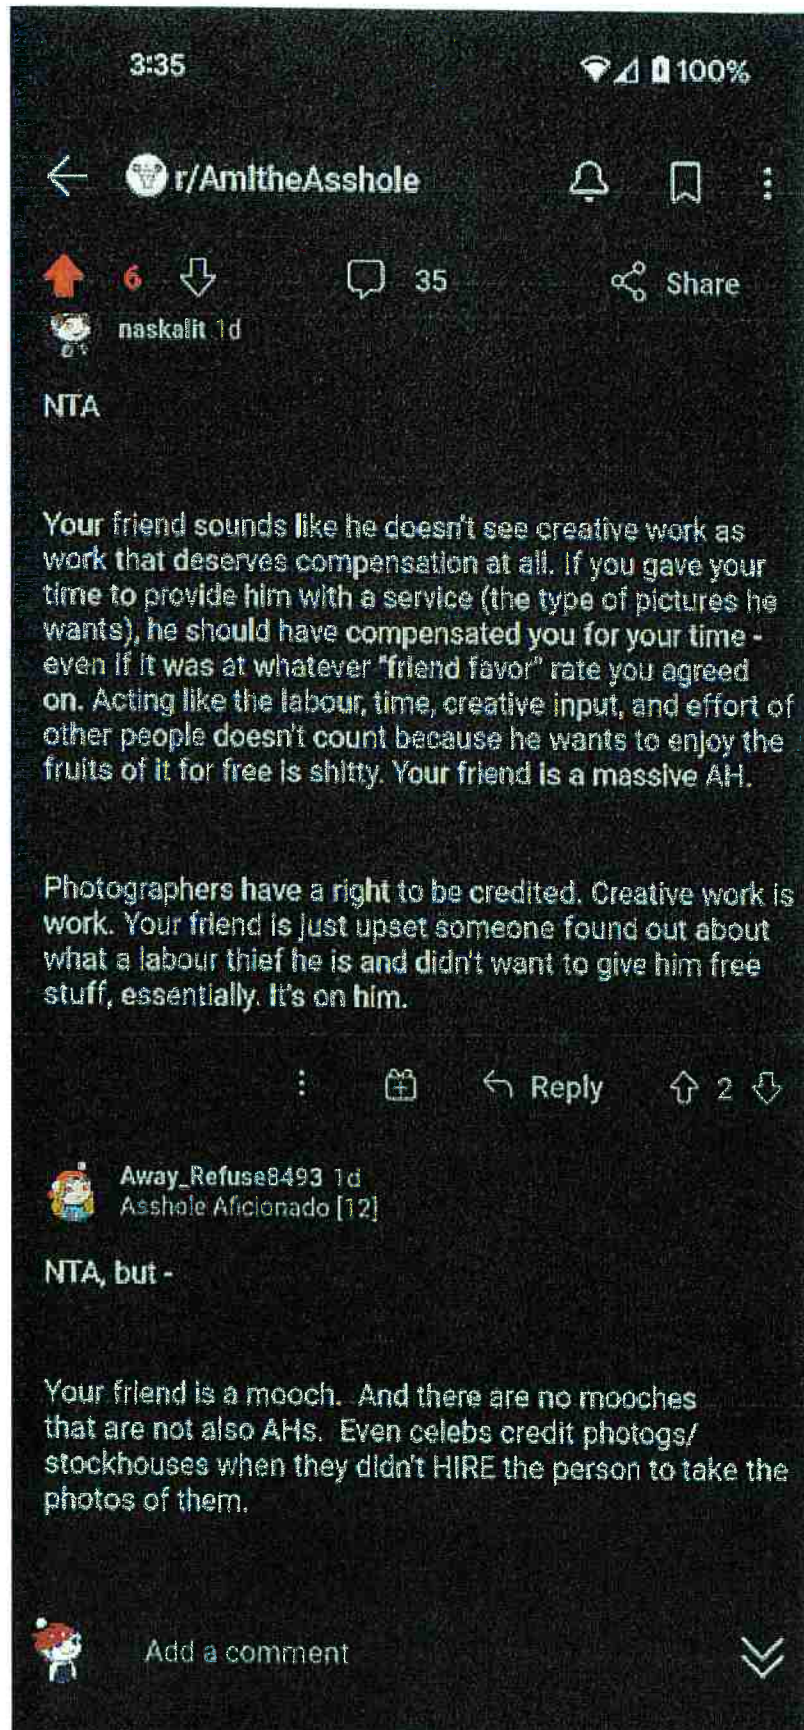 3:35 100%
r/AmItheAsshole
6 35 Share
naskalit 1d
NTA
Your friend sounds like he doesn't see creative work as
work that deserves compensation at all. If you gave your
time to provide him with a service (the type of pictures he
wants), he should have compensated you for your time -
even if it was at whatever "friend favor" rate you agreed
on. Acting like the labour, time, creative input, and effort of
other people doesn't count because he wants to enjoy the
fruits of it for free is shitty. Your friend is a massive AH.
Photographers have a right to be credited. Creative work is
work. Your friend is just upset someone found out about
what a labour thief he is and didn't want to give him free
stuff, essentially. It's on him.
Reply 2
Away_Refuse8493 1d
Asshole Aficionado [12]
NTA, but -
Your friend is a mooch. And there are no mooches
that are not also AHs. Even celebs credit photogs/
stockhouses when they didn't HIRE the person to take the
photos of them.
Add a comment